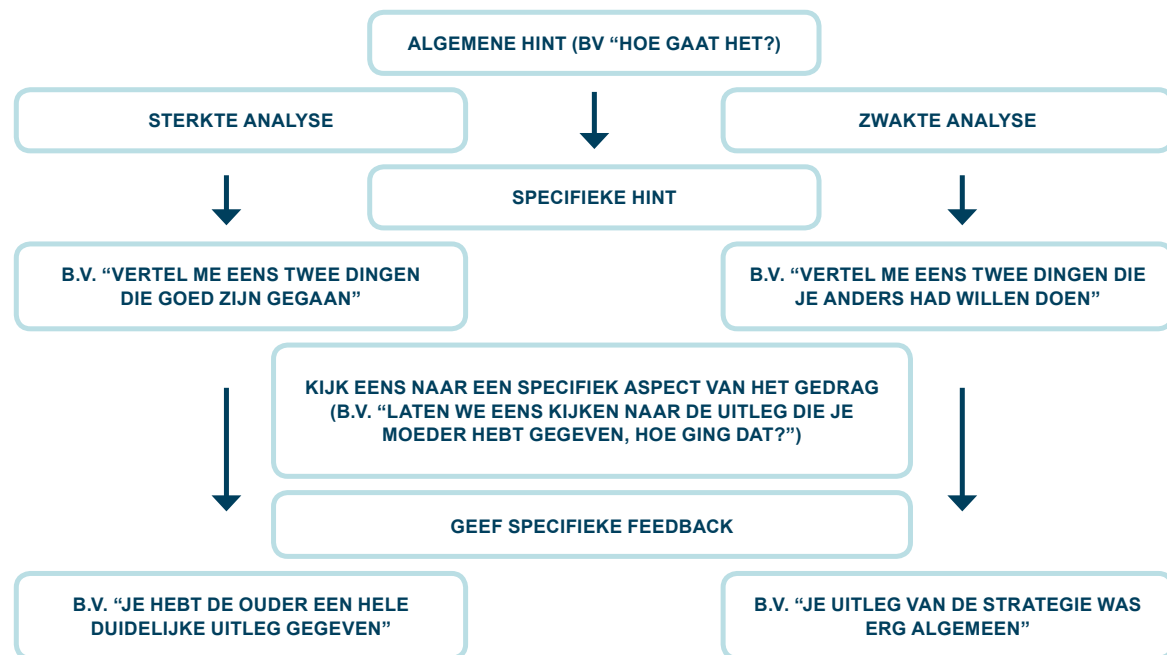 ALGEMENE HINT (BV “HOE GAAT HET?)
STERKTE ANALYSE
ZWAKTE ANALYSE
SPECIFIEKE HINT
B.V. “VERTEL ME EENS TWEE DINGEN
DIE GOED ZIJN GEGAAN”
B.V. “VERTEL ME EENS TWEE DINGEN DIE
JE ANDERS HAD WILLEN DOEN”
KIJK EENS NAAR EEN SPECIFIEK ASPECT VAN HET GEDRAG
(B.V. “LATEN WE EENS KIJKEN NAAR DE UITLEG DIE JE
MOEDER HEBT GEGEVEN, HOE GING DAT?”)
GEEF SPECIFIEKE FEEDBACK
B.V. “JE HEBT DE OUDER EEN HELE
DUIDELIJKE UITLEG GEGEVEN”
B.V. “JE UITLEG VAN DE STRATEGIE WAS
ERG ALGEMEEN”